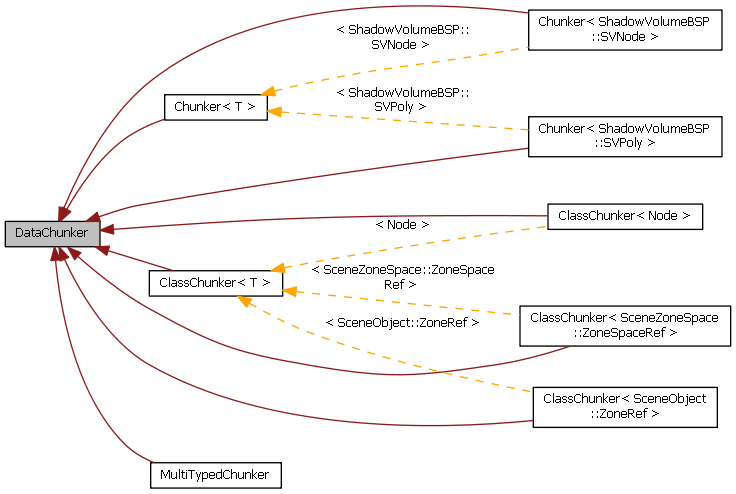 Chunker< ShadowVolumeBSP
::SVNode >
< ShadowVolumeBSP::
SVNode >
Chunker< T >
< ShadowVolumeBSP::
SVPoly >
Chunker< ShadowVolumeBSP
::SVPoly >
DataChunker
ClassChunker< Node >
< Node >
ClassChunker< T >
< SceneZoneSpace::ZoneSpace
Ref >
ClassChunker< SceneZoneSpace
::ZoneSpaceRef >
< SceneObject::ZoneRef >
ClassChunker< SceneObject
::ZoneRef >
MultiTypedChunker